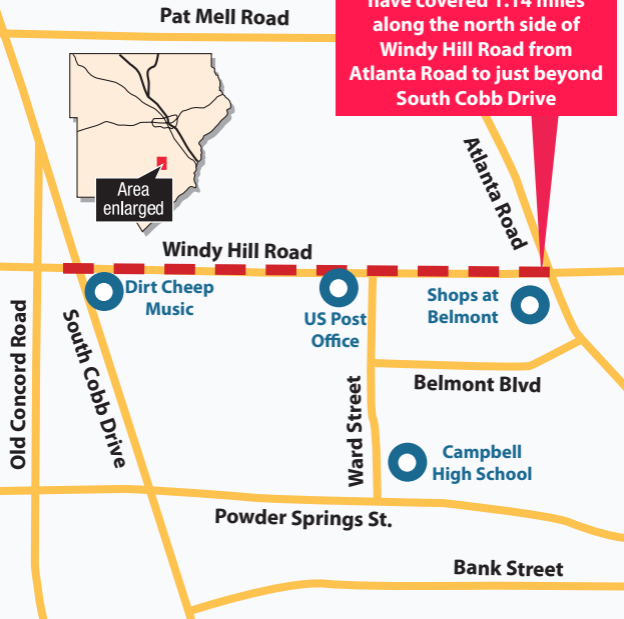 Pat Mell Road
have covered 1.14 miles
along the north side of
Windy Hill Road from
Atlanta Road to just beyond
South Cobb Drive
Area
enlarged
Atlanta Road
Windy Hill Road
Dirt Cheep
Music
US Post
Office
Shops at
Belmont
Old Concord Road
South Cobb Drive
Ward Street
Belmont Blvd
Campbell
High School
Powder Springs St.
Bank Street